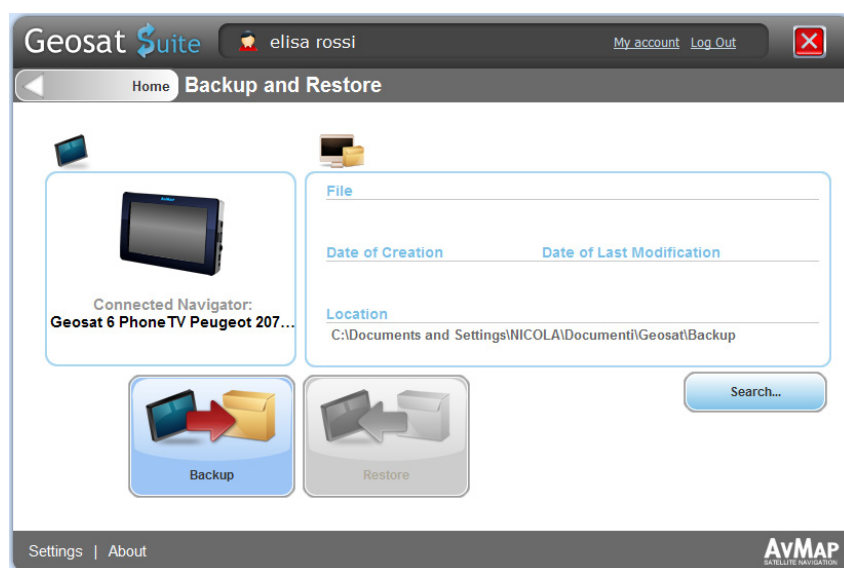 Geosat Suite elisa rossi My account Log Out
Home Backup and Restore
AvMap
File
Date of Creation Date of Last Modification
Connected Navigator:
Geosat 6 PhoneTV Peugeot 207...
Location
C:\Documents and Settings\NICOLA\Documenti\Geosat\Backup
Search...
Backup Restore
Settings | About
AVMAP
SATELLITE NAVIGATION